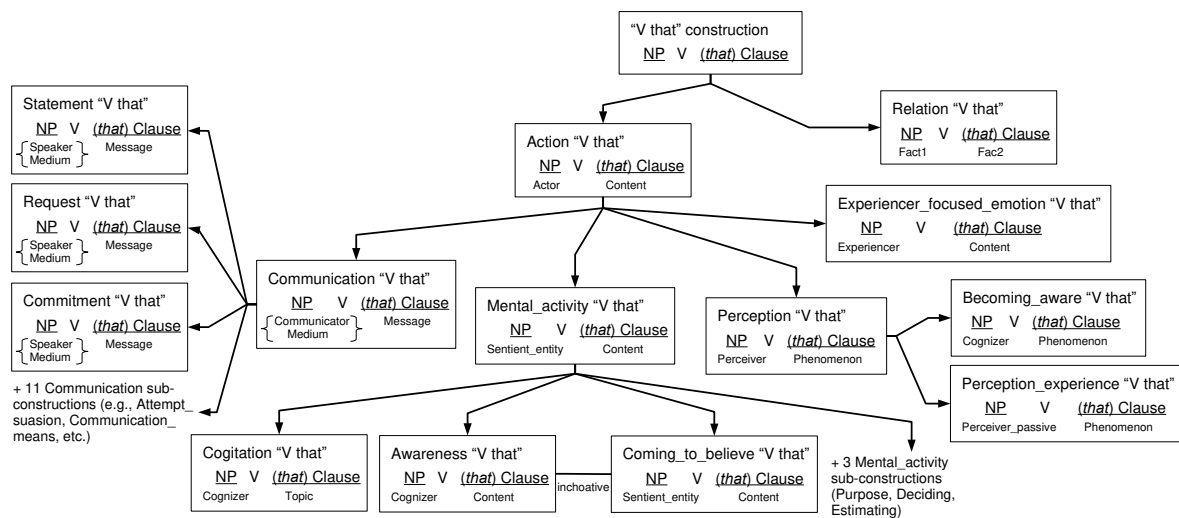 “V that” construction
NP V (that) Clause
Statement “V that”
NP V (that) Clause
Speaker Message
Medium
Relation “V that”
NP V (that) Clause
Fact1 Fac2
Action “V that”
NP V (that) Clause
Actor Content
Request “V that”
NP V (that) Clause
Speaker Message
Medium
Experiencer_focused_emotion “V that”
NP V (that) Clause
Experiencer Content
Communication “V that”
NP V (that) Clause
Communicator Message
Medium
Commitment “V that”
NP V (that) Clause
Speaker Message
Medium
Mental_activity “V that”
NP V (that) Clause
Sentient_entity Content
Perception “V that”
NP V (that) Clause
Perceiver Phenomenon
Becoming_aware “V that”
NP V (that) Clause
Cognizer Phenomenon
Perception_experience “V that”
NP V (that) Clause
Perceiver_passive Phenomenon
+ 11 Communication sub-
constructions (e.g., Attempt_
suasion, Communication_
means, etc.)
Cogitation “V that”
NP V (that) Clause
Cognizer Topic
Awareness “V that”
NP V (that) Clause
Cognizer Content
inchoative
Coming_to_believe “V that”
NP V (that) Clause
Sentient_entity Content
+ 3 Mental_activity
sub-constructions
(Purpose, Deciding,
Estimating)